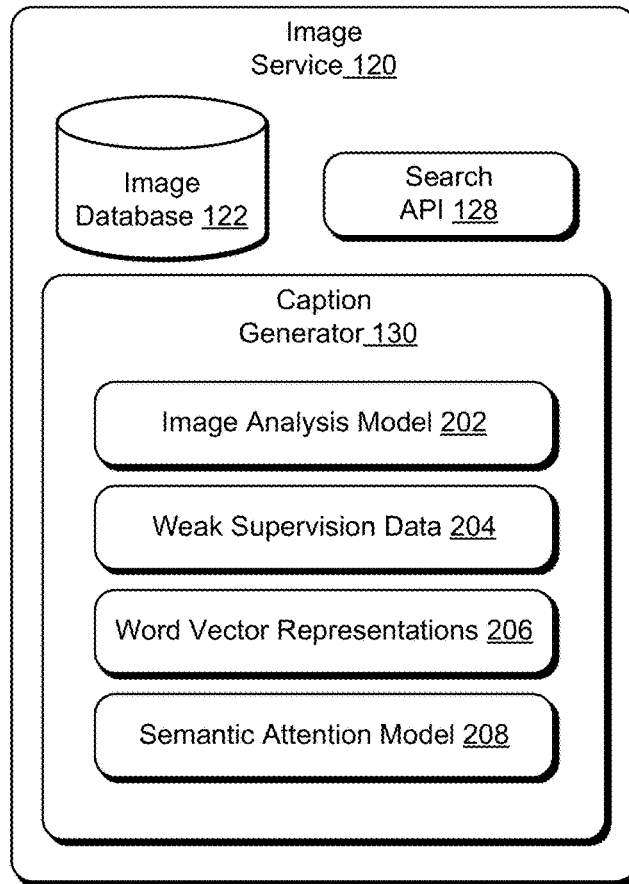 Image
Service 120
Image
Database 122
Search
API 128
Caption
Generator 130
Image Analysis Model 202
Weak Supervision Data 204
Word Vector Representations 206
Semantic Attention Model 208